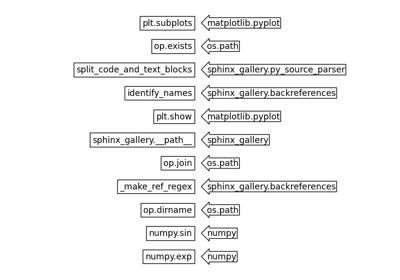 plt.subplots matplotlib.pyplot
op.exists os.path
split_code_and_text_blocks sphinx_gallery.py_source_parser
identify_names sphinx_gallery.backreferences
plt.show matplotlib.pyplot
sphinx_gallery.__path__ sphinx_gallery
op.join os.path
_make_ref_regex sphinx_gallery.backreferences
op.dirname os.path
numpy.sin numpy
numpy.exp numpy